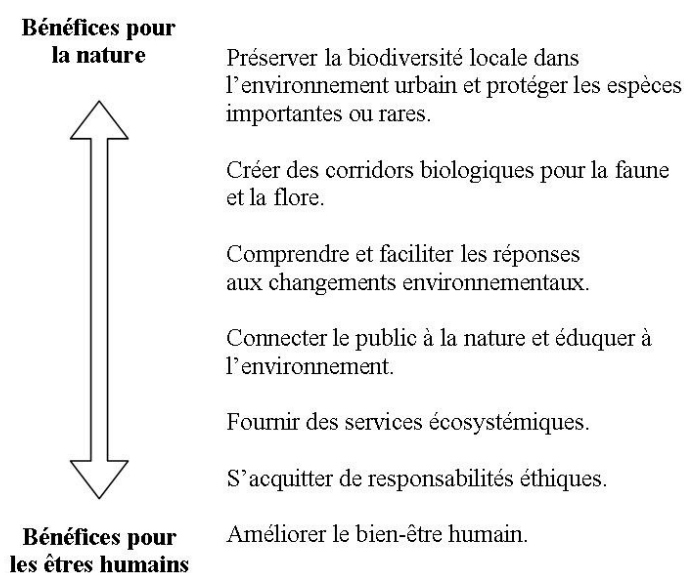 Bénéfices pour
la nature
Préserver la biodiversité locale dans
l’environnement urbain et protéger les espèces
importantes ou rares.
Créer des corridors biologiques pour la faune
et la flore.
Comprendre et faciliter les réponses
aux changements environnementaux.
Connecter le public à la nature et éduquer à
l’environnement.
Fournir des services écosystémiques.
S’acquitter de responsabilités éthiques.
Améliorer le bien-être humain.
Bénéfices pour
les êtres humains